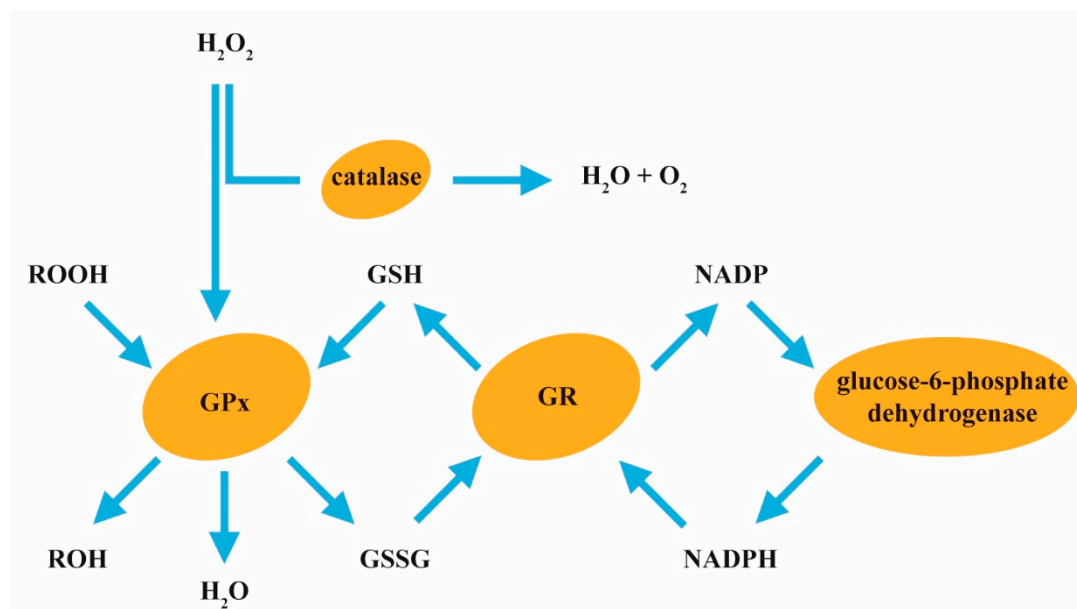 H₂O₂
catalase
H₂O + O₂
ROOH
GSH
NADP
GPx
GR
glucose-6-phosphate
dehydrogenase
ROH
H₂O
GSSG
NADPH